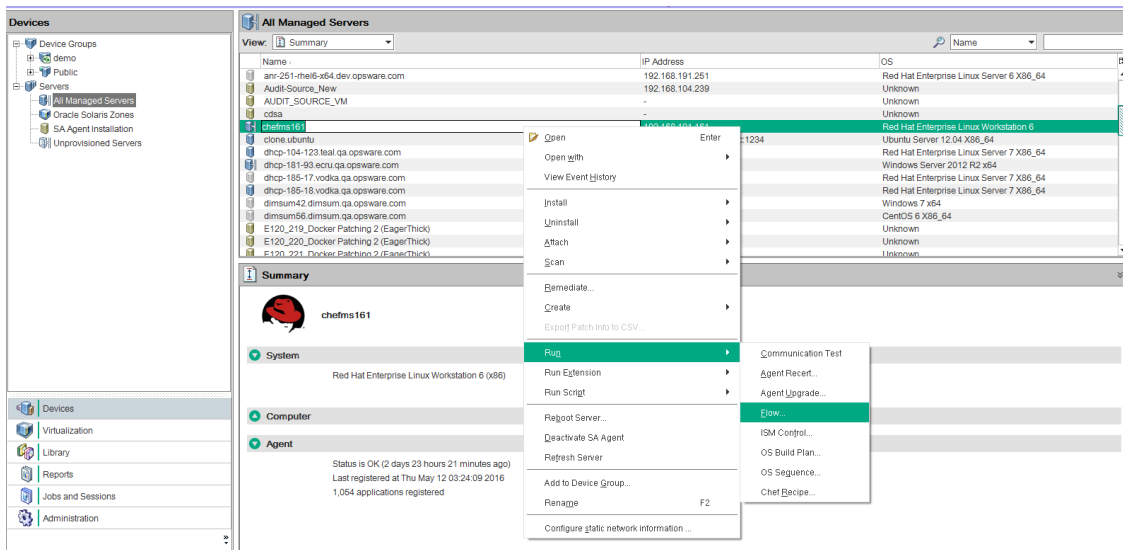 Devices
Device Groups
demo
Public
Servers
All Managed Servers
Oracle Solaris Zones
SA Agent Installation
Unprovisioned Servers
Devices
Virtualization
Library
Reports
Jobs and Sessions
Administration
All Managed Servers
View: Summary Name
Name IP Address OS
anr-251-rhel6-x64.dev.opsware.com 192.168.191.251 Red Hat Enterprise Linux Server 6 X86_64
Audit-Source_New 192.168.104.239 Unknown
AUDIT_SOURCE_VM - Unknown
cdsa - Unknown
chefms161 Red Hat Enterprise Linux Workstation 6
clone.ubuntu :1234 Ubuntu Server 12.04 X86_64
dhcp-104-123.teal.qa.opsware.com Red Hat Enterprise Linux Server 7 X86_64
dhcp-181-93.ecru.qa.opsware.com Windows Server 2012 R2 x64
dhcp-185-17.vodka.qa.opsware.com Red Hat Enterprise Linux Server 7 X86_64
dhcp-185-18.vodka.qa.opsware.com Red Hat Enterprise Linux Server 7 X86_64
dimsum42.dimsum.qa.opsware.com Windows 7 x64
dimsum56.dimsum.qa.opsware.com CentOS 6 X86_64
E120_219_Docker Patching 2 (EagerThick) Unknown
E120_220_Docker Patching 2 (EagerThick) Unknown
E120_221_Docker Patching 2 (EagerThick) Unknown
Summary
chefms161
System
Red Hat Enterprise Linux Workstation 6 (x86)
Computer
Agent
Status is OK (2 days 23 hours 21 minutes ago)
Last registered at Thu May 12 03:24:09 2016
1,054 applications registered
Open Enter
Open with
View Event History
Install
Uninstall
Attach
Scan
Remediate...
Create
Export Patch Info to CSV...
Run
Run Extension
Run Script
Reboot Server...
Deactivate SA Agent
Refresh Server
Add to Device Group...
Rename F2
Configure static network information ...
Communication Test
Agent Recert...
Agent Upgrade...
Flow...
ISM Control...
OS Build Plan...
OS Sequence...
Chef Recipe...